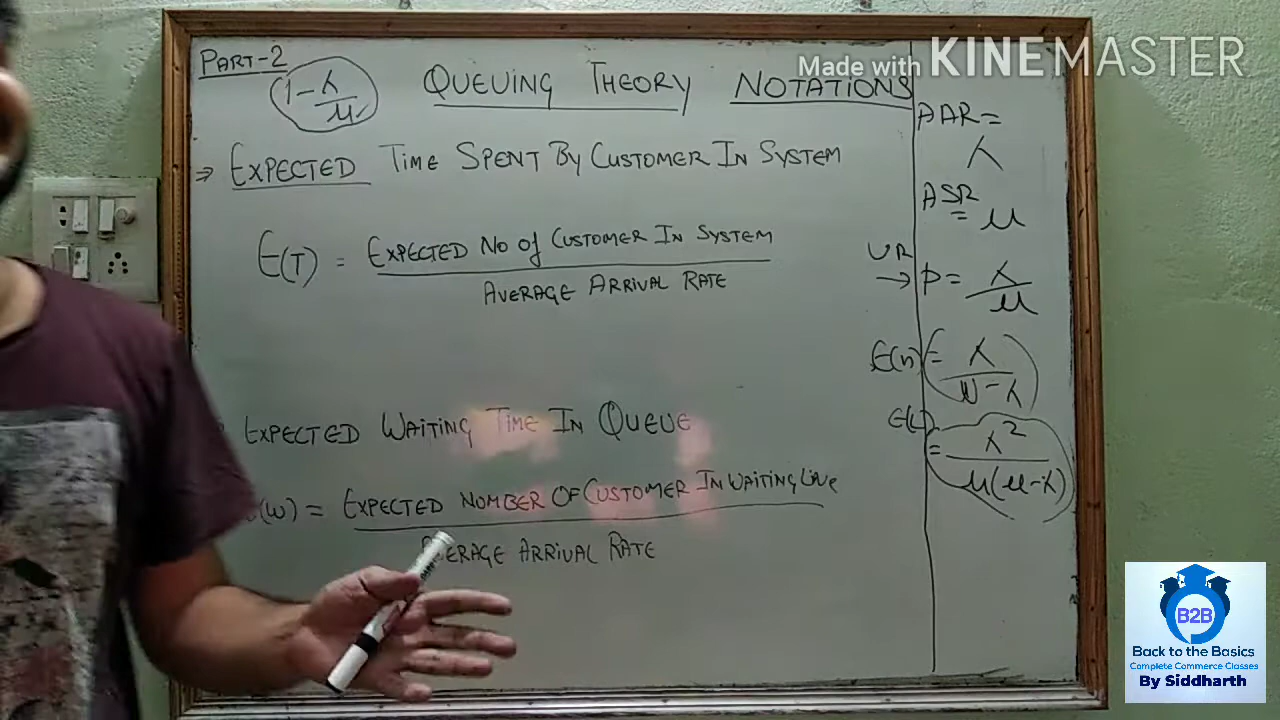 Made with KINEMASTER
PART-2
1 - λ/μ
QUEUING THEORY NOTATIONS
⇒ EXPECTED TIME SPENT BY CUSTOMER IN SYSTEM
E(T) = EXPECTED NO OF CUSTOMER IN SYSTEM
AVERAGE ARRIVAL RATE
EXPECTED WAITING TIME IN QUEUE
(W) = EXPECTED NUMBER OF CUSTOMER IN WAITING LINE
AVERAGE ARRIVAL RATE
AAR =
λ
ASR
= μ
UR
→ P = λ/μ
E(n) = λ/(μ-λ)
E(L)
= λ²/μ(μ-λ)
B2B
Back to the Basics
Complete Commerce Classes
By Siddharth